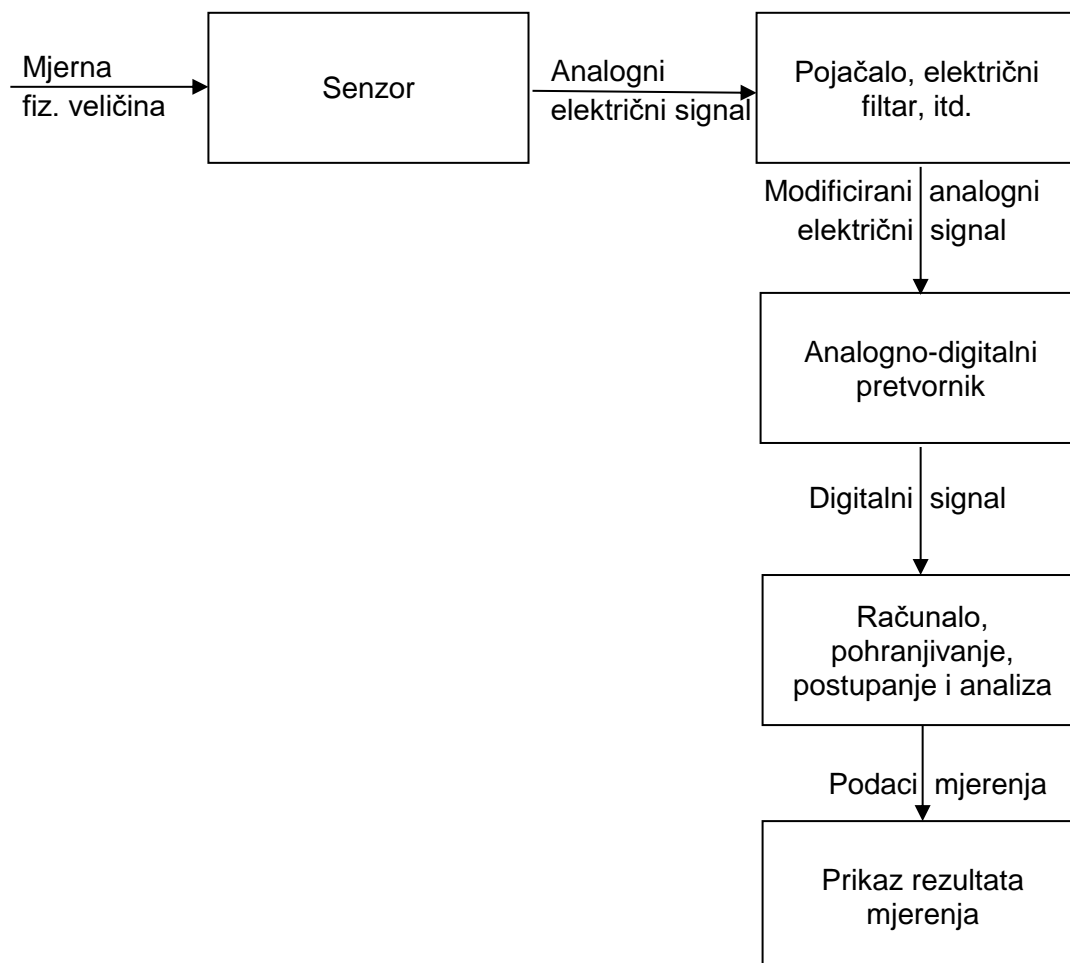 Mjerna
fiz. veličina
Senzor
Analogni
električni signal
Pojačalo, električni
filtar, itd.
Modificirani analogni
električni signal
Analogno-digitalni
pretvornik
Digitalni signal
Računalo,
pohranjivanje,
postupanje i analiza
Podaci mjerenja
Prikaz rezultata
mjerenja